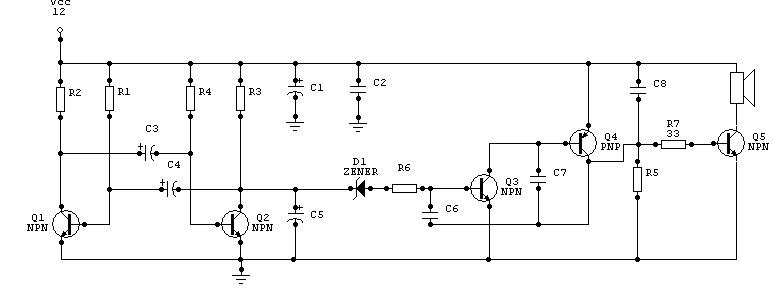 Vcc
12
R2
R1
R4
R3
C1
C2
C8
C3
C4
D1
ZENER
R6
Q4
PNP
R7
33
Q5
NPN
Q3
NPN
C7
R5
Q1
NPN
Q2
NPN
C5
C6